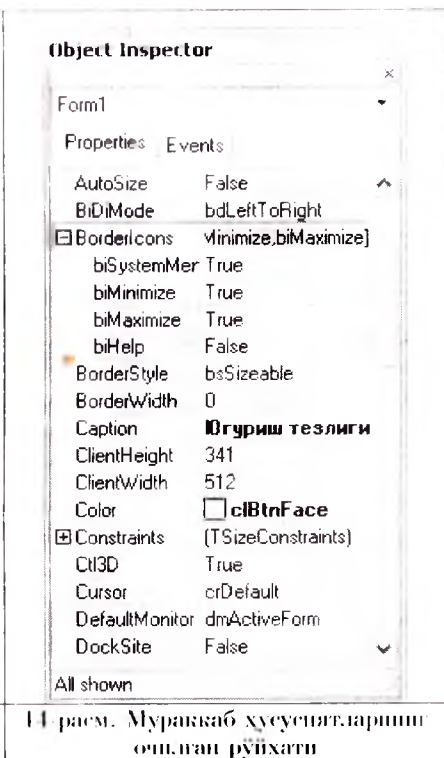 Object Inspector
Form1
Properties Events
AutoSize False
BiDiMode bdLeftToRight
BorderIcons Minimize,biMaximize]
biSystemMer True
biMinimize True
biMaximize True
biHelp False
BorderStyle bsSizeable
BorderWidth 0
Caption Югуриш тезлиги
ClientHeight 341
ClientWidth 512
Color clBtnFace
Constraints (TSizeConstraints)
Ctl3D True
Cursor crDefault
DefaultMonitor dmActiveForm
DockSite False
All shown
14-расм. Мураккаб хусусиятларнинг
очилган рўйхати